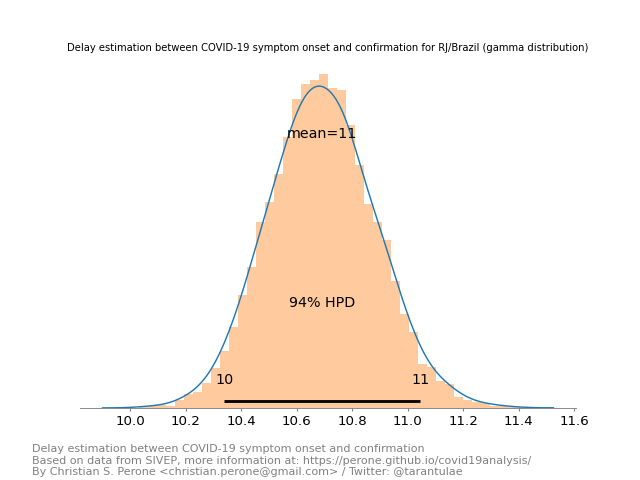 Delay estimation between COVID-19 symptom onset and confirmation for RJ/Brazil (gamma distribution)
mean=11
94% HPD
10 11
10.0 10.2 10.4 10.6 10.8 11.0 11.2 11.4 11.6
Delay estimation between COVID-19 symptom onset and confirmation
Based on data from SIVEP, more information at: https://perone.github.io/covid19analysis/
By Christian S. Perone <christian.perone@gmail.com> / Twitter: @tarantulae